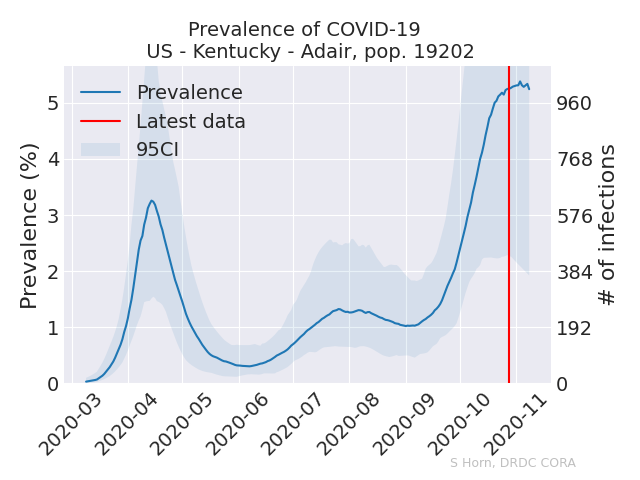 Prevalence of COVID-19
US - Kentucky - Adair, pop. 19202
Prevalence
Latest data
95CI
Prevalence (%)
5
4
3
2
1
0
960
768
576
384
192
0
# of infections
2020-03
2020-04
2020-05
2020-06
2020-07
2020-08
2020-09
2020-10
2020-11
S Horn, DRDC CORA